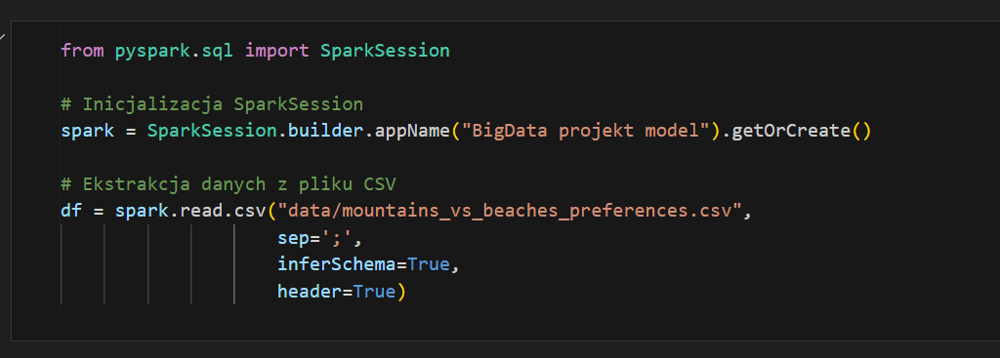 from pyspark.sql import SparkSession
# Inicjalizacja SparkSession
spark = SparkSession.builder.appName("BigData projekt model").getOrCreate()
# Ekstrakcja danych z pliku CSV
df = spark.read.csv("data/mountains_vs_beaches_preferences.csv",
sep=';',
inferSchema=True,
header=True)